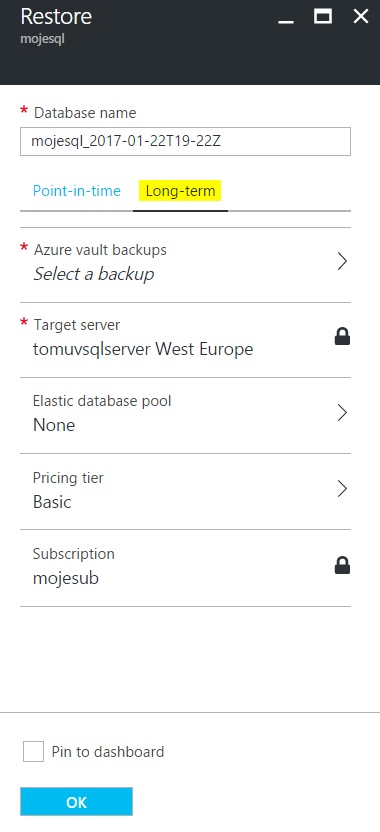 Restore
mojesql
* Database name
mojesql_2017-01-22T19-22Z
Point-in-time Long-term
* Azure vault backups
Select a backup
* Target server
tomuvsqlserver West Europe
Elastic database pool
None
Pricing tier
Basic
Subscription
mojesub
Pin to dashboard
OK